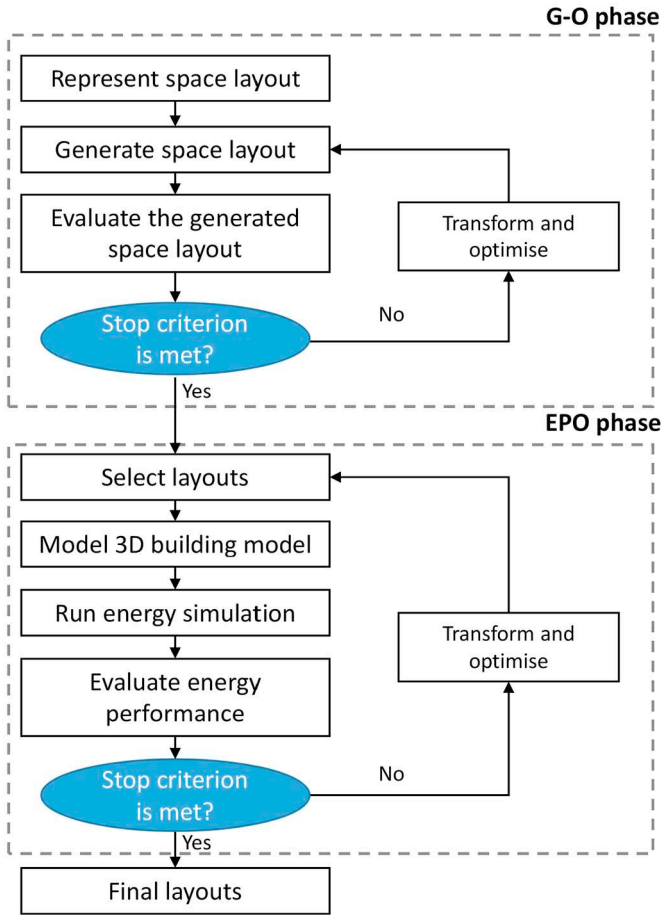 G-O phase
Represent space layout
Generate space layout
Evaluate the generated
space layout
Transform and
optimise
Stop criterion
is met?
No
Yes
EPO phase
Select layouts
Model 3D building model
Run energy simulation
Transform and
optimise
Evaluate energy
performance
Stop criterion
is met?
No
Yes
Final layouts